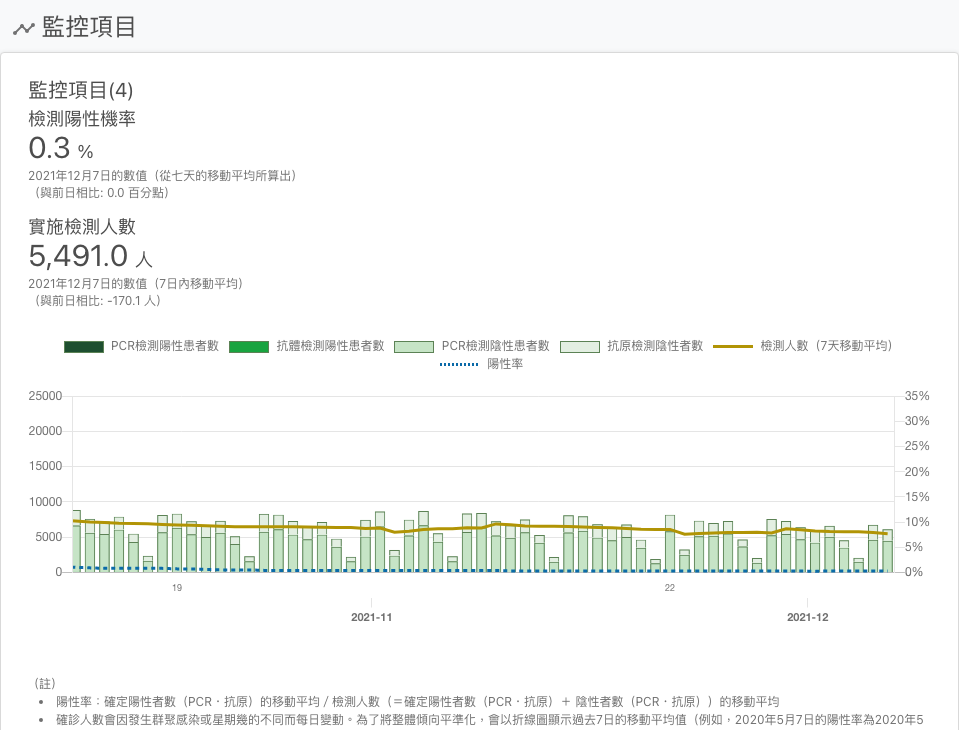 監控項目
監控項目(4)
檢測陽性機率
0.3 %
2021年12月7日的數值（從七天的移動平均所算出）
（與前日相比: 0.0 百分點）
實施檢測人數
5,491.0 人
2021年12月7日的數值（7日內移動平均）
（與前日相比: -170.1 人）
PCR檢測陽性患者數 抗體檢測陽性患者數 PCR檢測陰性患者數 抗原檢測陰性者數 檢測人數（7天移動平均）
陽性率
25000 35%
30%
20000
25%
15000 20%
15%
10000
10%
5000
5%
0 0%
19 22
2021-11 2021-12
（註）
• 陽性率：確定陽性者數（PCR・抗原）的移動平均 / 檢測人數（＝確定陽性者數（PCR・抗原）＋ 陰性者數（PCR・抗原））的移動平均
• 確診人數會因發生群聚感染或星期幾的不同而每日變動。為了將整體傾向平準化，會以折線圖顯示過去7日的移動平均值（例如，2020年5月7日的陽性率為2020年5